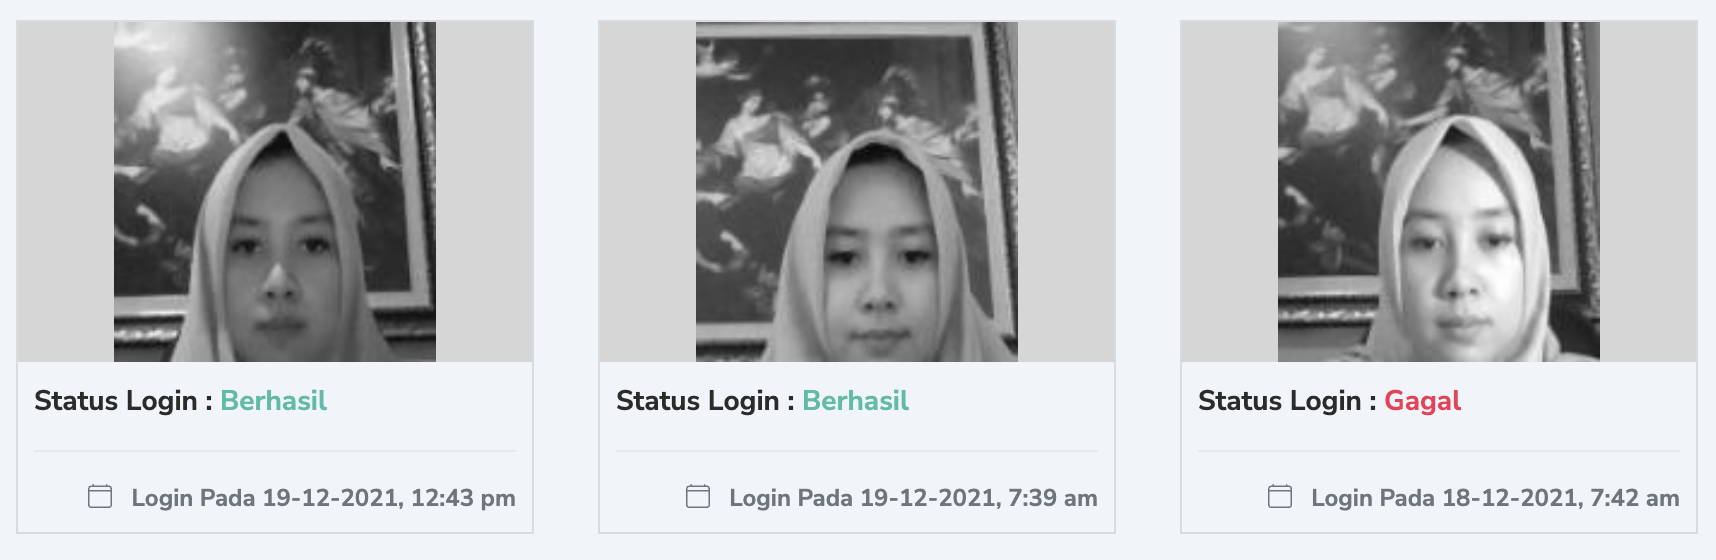 Status Login : Berhasil
Login Pada 19-12-2021, 12:43 pm
Status Login : Berhasil
Login Pada 19-12-2021, 7:39 am
Status Login : Gagal
Login Pada 18-12-2021, 7:42 am